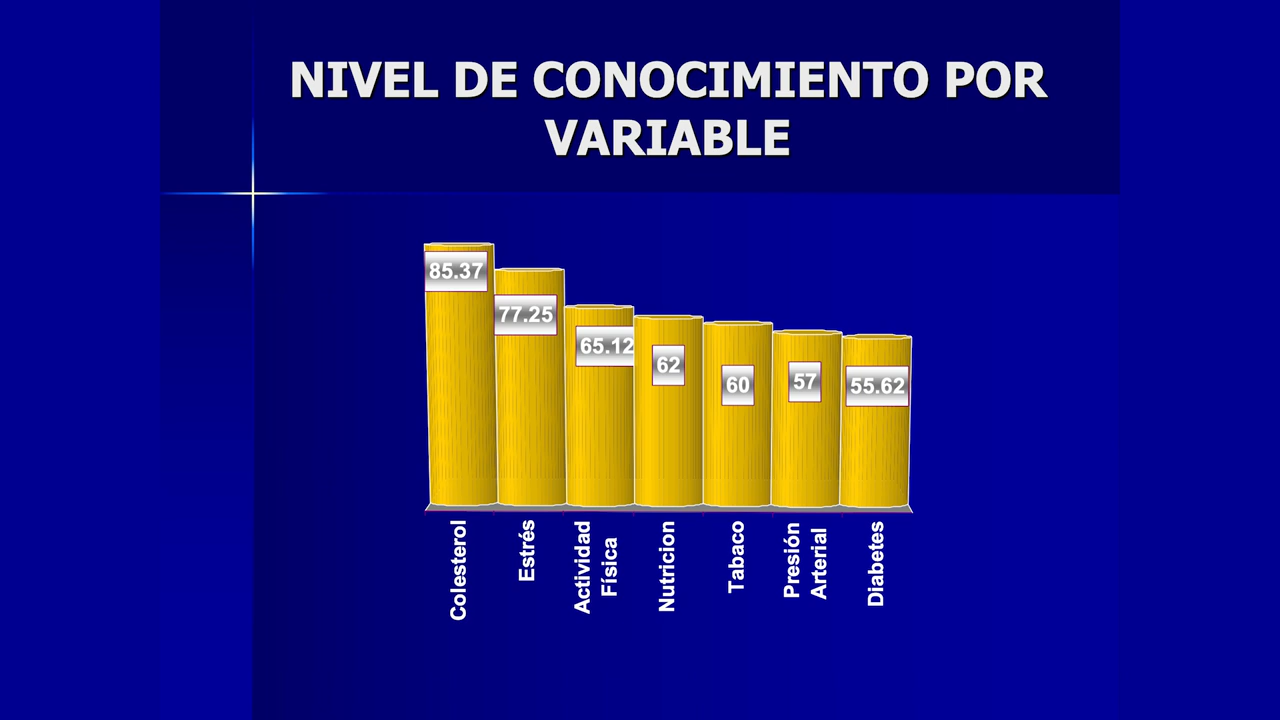 NIVEL DE CONOCIMIENTO POR
VARIABLE
85.37
77.25
65.12
62
60
57
55.62
Colesterol
Estrés
Actividad
Física
Nutricion
Tabaco
Presión
Arterial
Diabetes